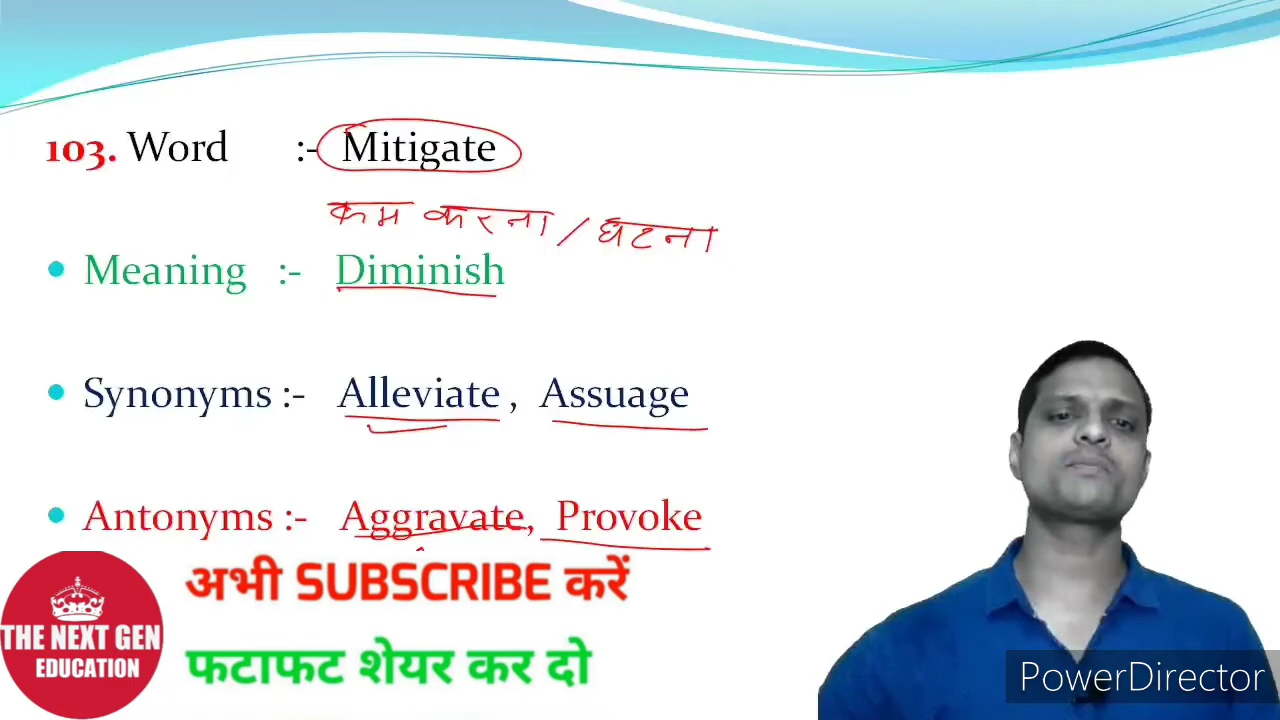 103. Word :- Mitigate
कम करना / घटना
Meaning :- Diminish
Synonyms :- Alleviate , Assuage
Antonyms :- Aggravate, Provoke
THE NEXT GEN
EDUCATION
अभी SUBSCRIBE करें
फटाफट शेयर कर दो
PowerDirector